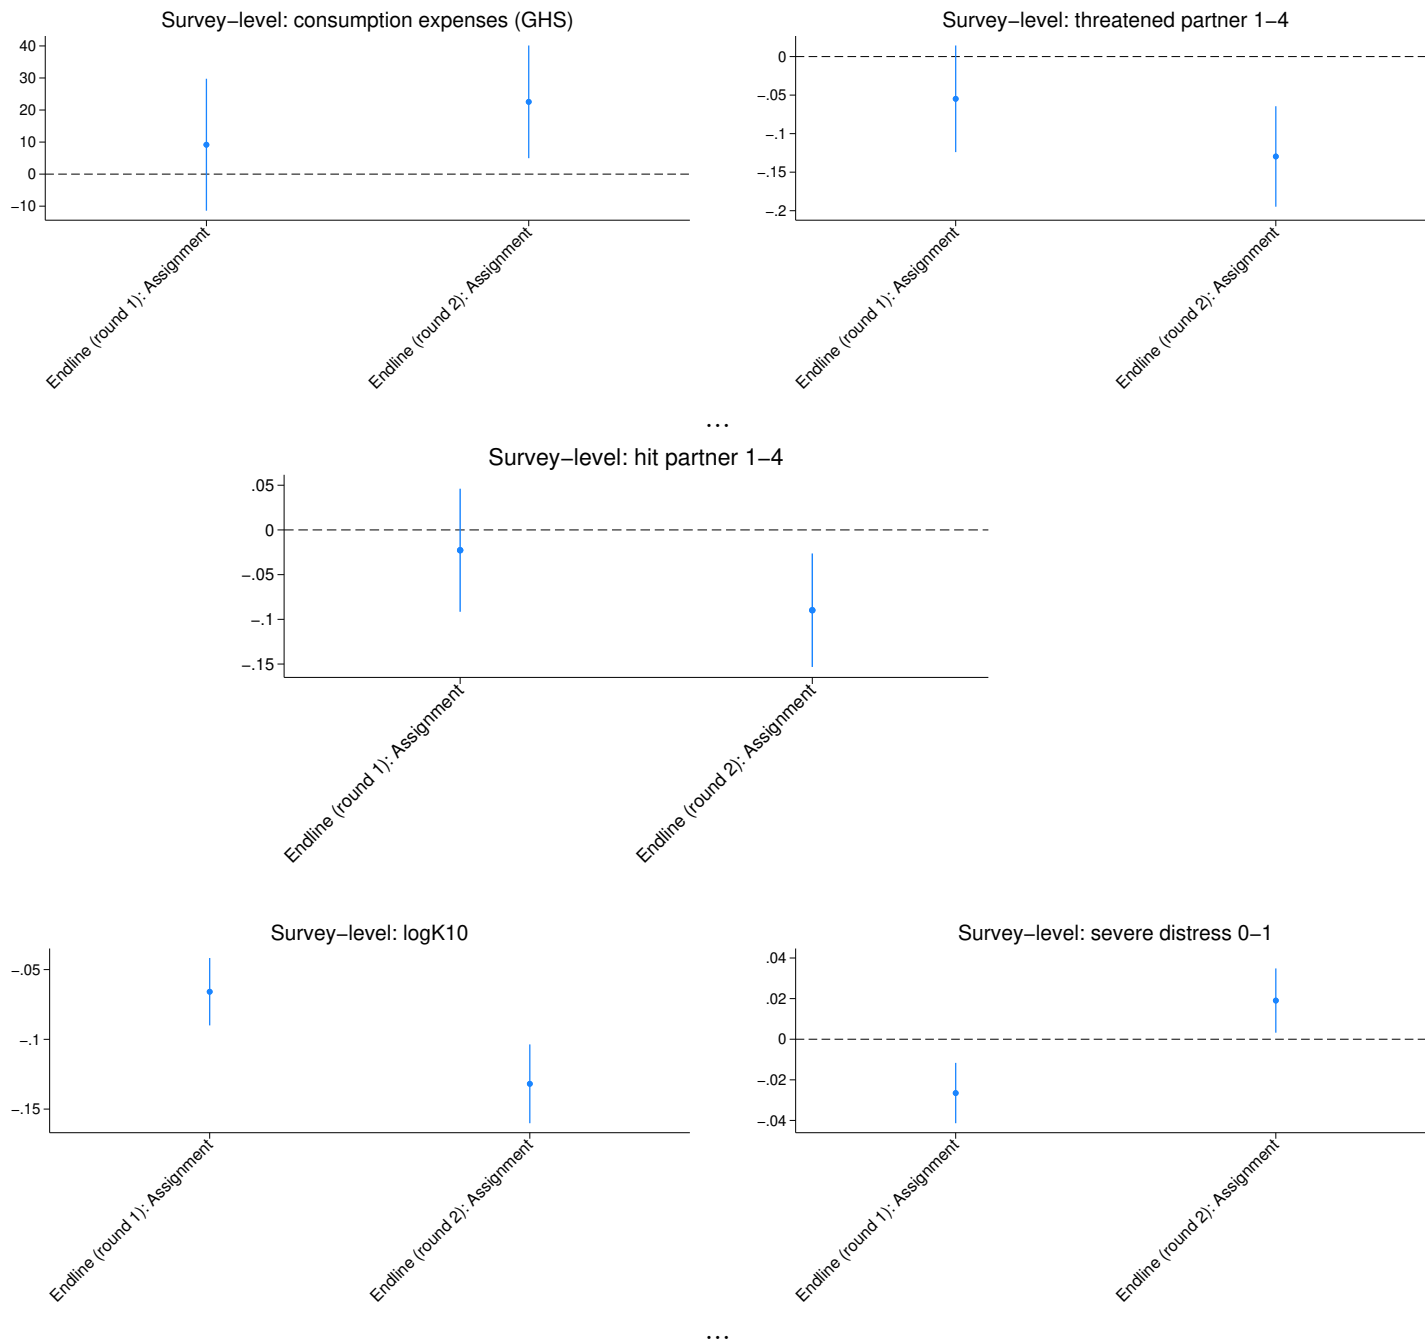 Survey−level: consumption expenses (GHS)
40
30
20
10
0
−10
Endline (round 1): Assignment
Endline (round 2): Assignment
Survey−level: threatened partner 1−4
0
−.05
−.1
−.15
−.2
Endline (round 1): Assignment
Endline (round 2): Assignment
...
Survey−level: hit partner 1−4
.05
0
−.05
−.1
−.15
Endline (round 1): Assignment
Endline (round 2): Assignment
Survey−level: logK10
−.05
−.1
−.15
Endline (round 1): Assignment
Endline (round 2): Assignment
Survey−level: severe distress 0−1
.04
.02
0
−.02
−.04
Endline (round 1): Assignment
Endline (round 2): Assignment
...